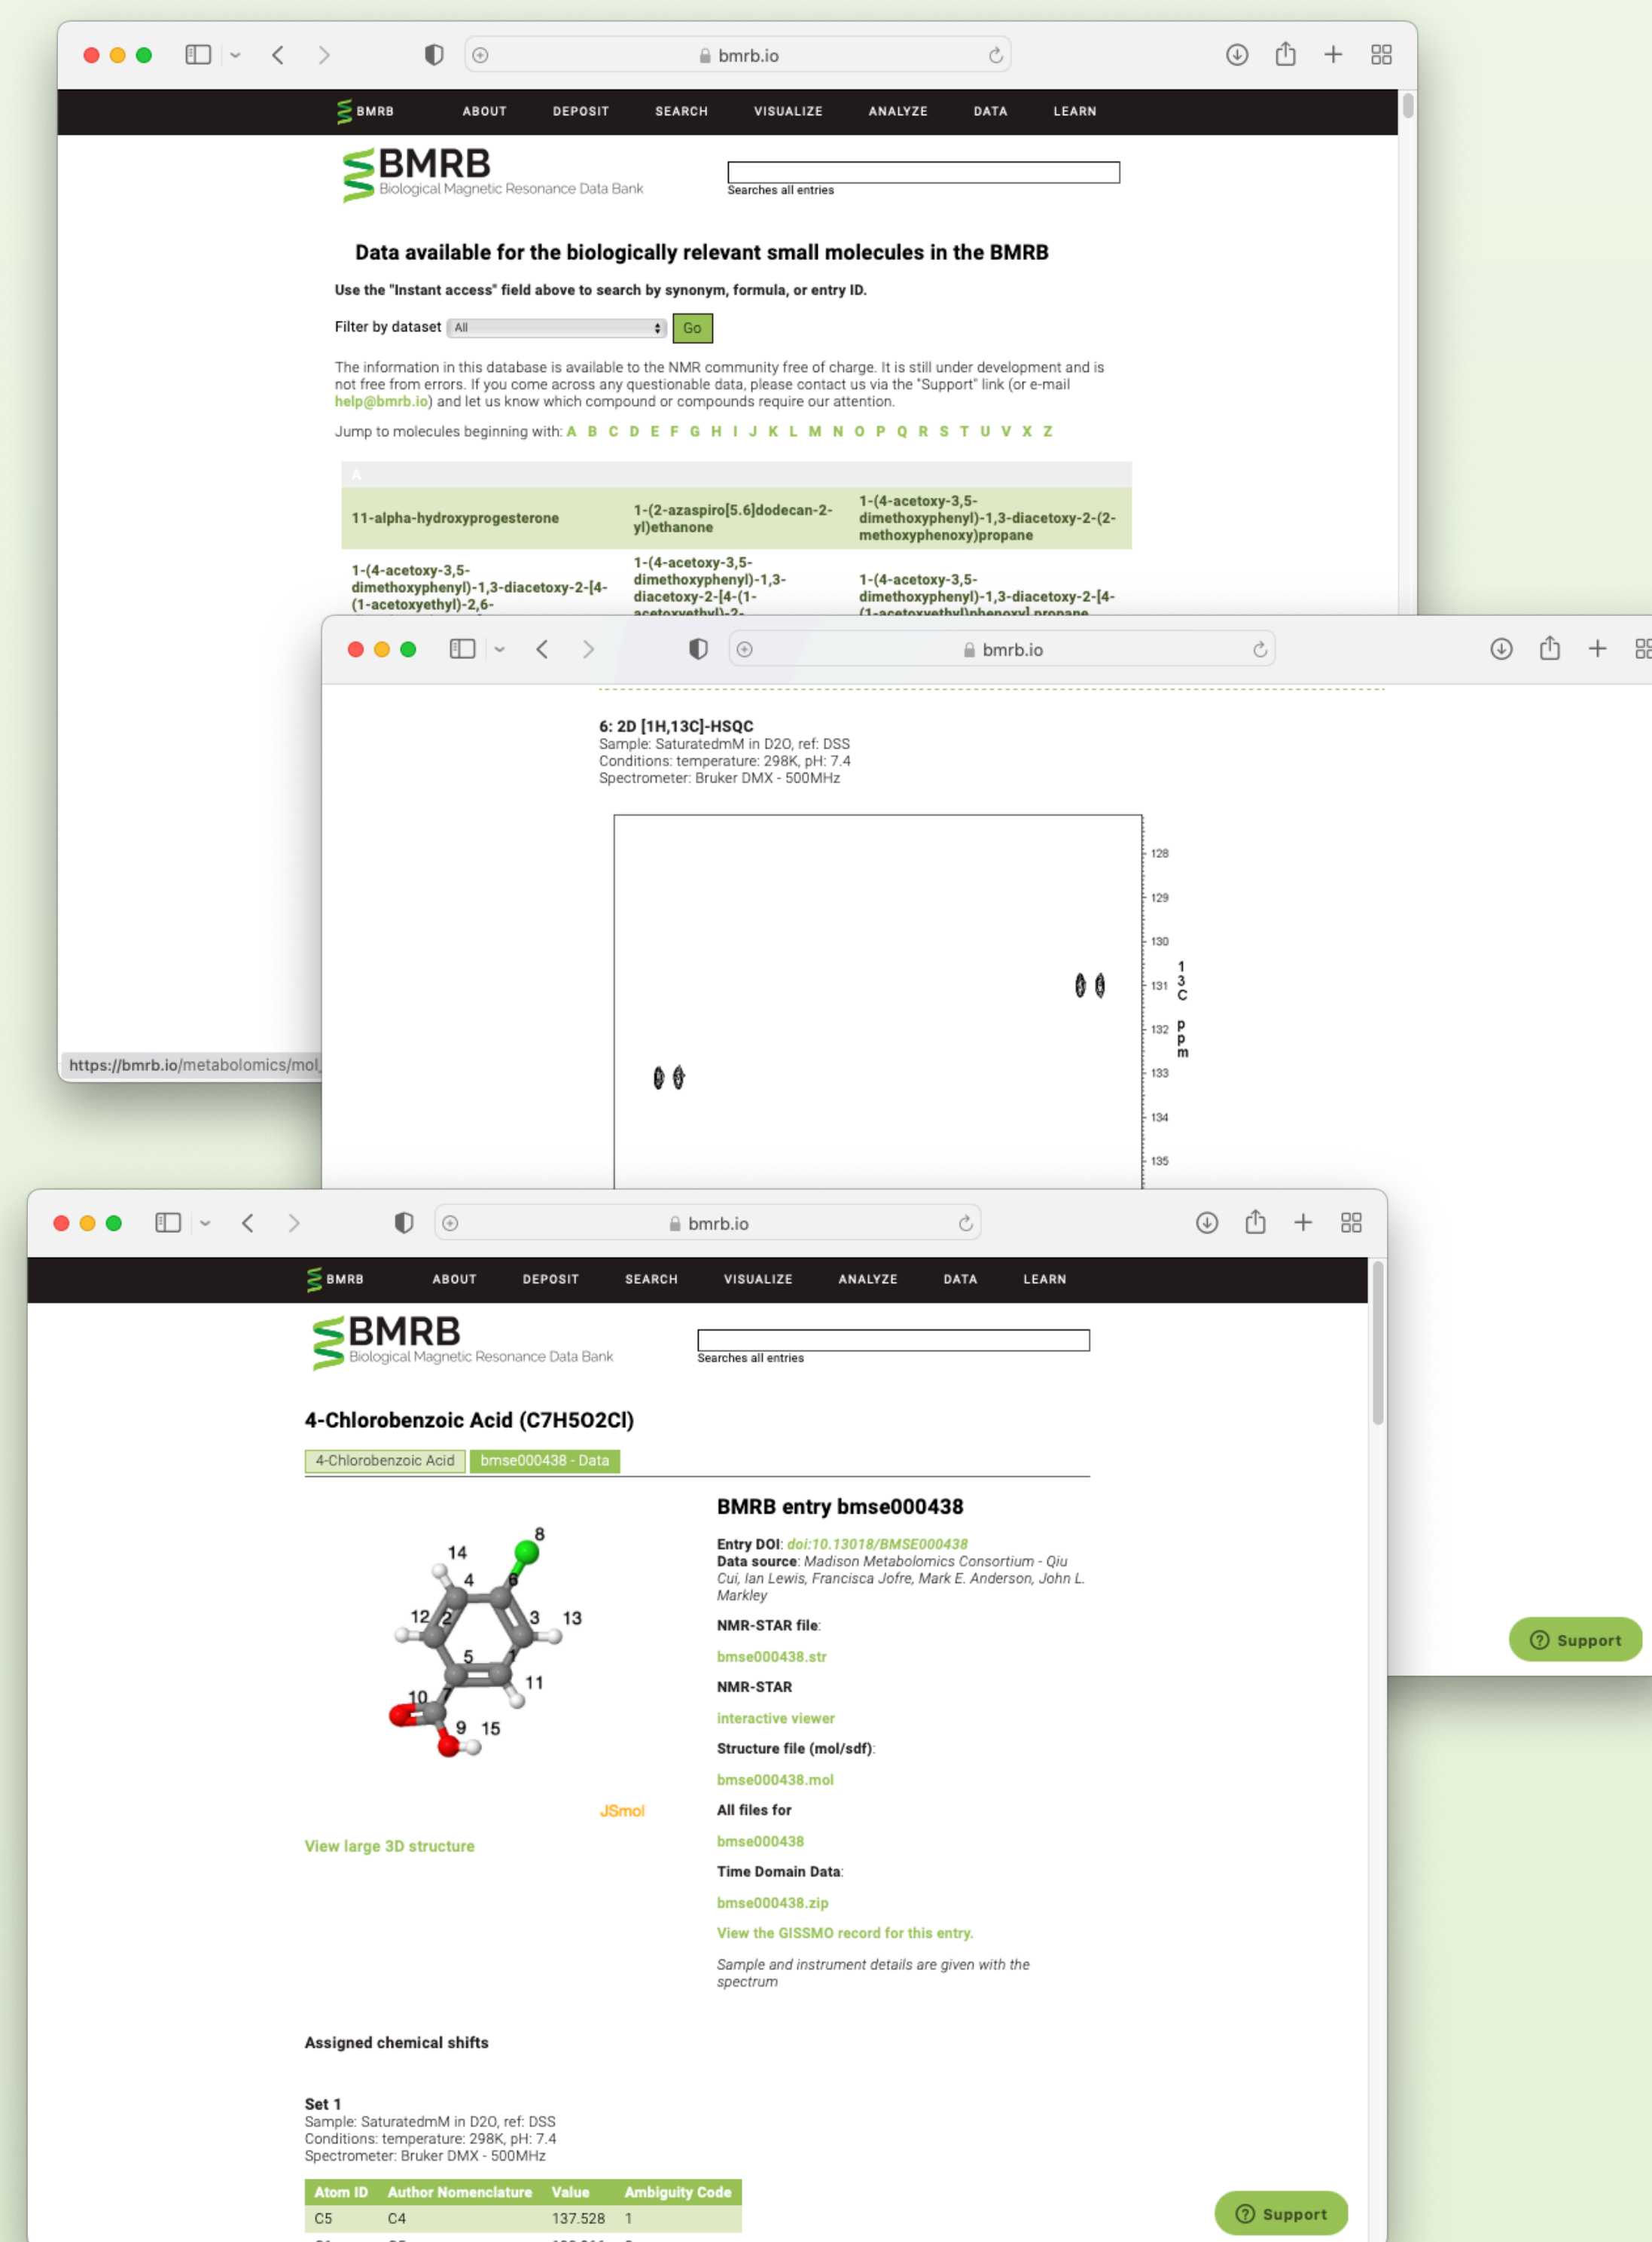 bmrb.io
BMRB ABOUT DEPOSIT SEARCH VISUALIZE ANALYZE DATA LEARN
BMRB
Biological Magnetic Resonance Data Bank
Searches all entries
Data available for the biologically relevant small molecules in the BMRB
Use the "Instant access" field above to search by synonym, formula, or entry ID.
Filter by dataset All Go
The information in this database is available to the NMR community free of charge. It is still under development and is
not free from errors. If you come across any questionable data, please contact us via the "Support" link (or e-mail
help@bmrb.io) and let us know which compound or compounds require our attention.
Jump to molecules beginning with: A B C D E F G H I J K L M N O P Q R S T U V X Z
A
11-alpha-hydroxyprogesterone
1-(2-azaspiro[5.6]dodecan-2-
yl)ethanone
1-(4-acetoxy-3,5-
dimethoxyphenyl)-1,3-diacetoxy-2-(2-
methoxyphenoxy)propane
1-(4-acetoxy-3,5-
dimethoxyphenyl)-1,3-diacetoxy-2-[4-
(1-acetoxyethyl)-2,6-
1-(4-acetoxy-3,5-
dimethoxyphenyl)-1,3-
diacetoxy-2-[4-(1-
acetoxyethyl)-2-
1-(4-acetoxy-3,5-
dimethoxyphenyl)-1,3-diacetoxy-2-[4-
(1-acetoxyethyl)phenoxy] propane
https://bmrb.io/metabolomics/mol_
bmrb.io
6: 2D [1H,13C]-HSQC
Sample: SaturatedmM in D2O, ref: DSS
Conditions: temperature: 298K, pH: 7.4
Spectrometer: Bruker DMX - 500MHz
128
129
130
131
132
133
134
135
13C ppm
Support
bmrb.io
BMRB ABOUT DEPOSIT SEARCH VISUALIZE ANALYZE DATA LEARN
BMRB
Biological Magnetic Resonance Data Bank
Searches all entries
4-Chlorobenzoic Acid (C7H5O2Cl)
4-Chlorobenzoic Acid bmse000438 - Data
8
14
4
6
12 2 3 13
5 1
11
10 7
9 15
JSmol
View large 3D structure
BMRB entry bmse000438
Entry DOI: doi:10.13018/BMSE000438
Data source: Madison Metabolomics Consortium - Qiu
Cui, Ian Lewis, Francisca Jofre, Mark E. Anderson, John L.
Markley
NMR-STAR file:
bmse000438.str
NMR-STAR
interactive viewer
Structure file (mol/sdf):
bmse000438.mol
All files for
bmse000438
Time Domain Data:
bmse000438.zip
View the GISSMO record for this entry.
Sample and instrument details are given with the
spectrum
Assigned chemical shifts
Set 1
Sample: SaturatedmM in D2O, ref: DSS
Conditions: temperature: 298K, pH: 7.4
Spectrometer: Bruker DMX - 500MHz
Atom ID Author Nomenclature Value Ambiguity Code
C5 C4 137.528 1
Support